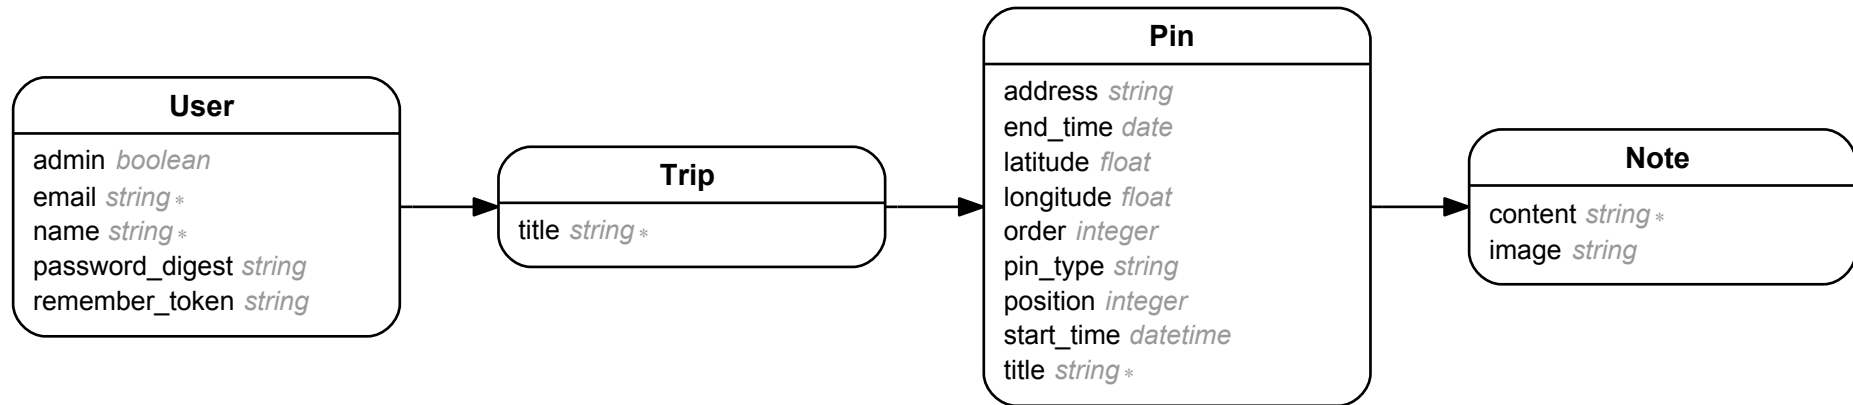 User
admin boolean
email string *
name string *
password_digest string
remember_token string
Trip
title string *
Pin
address string
end_time date
latitude float
longitude float
order integer
pin_type string
position integer
start_time datetime
title string *
Note
content string *
image string